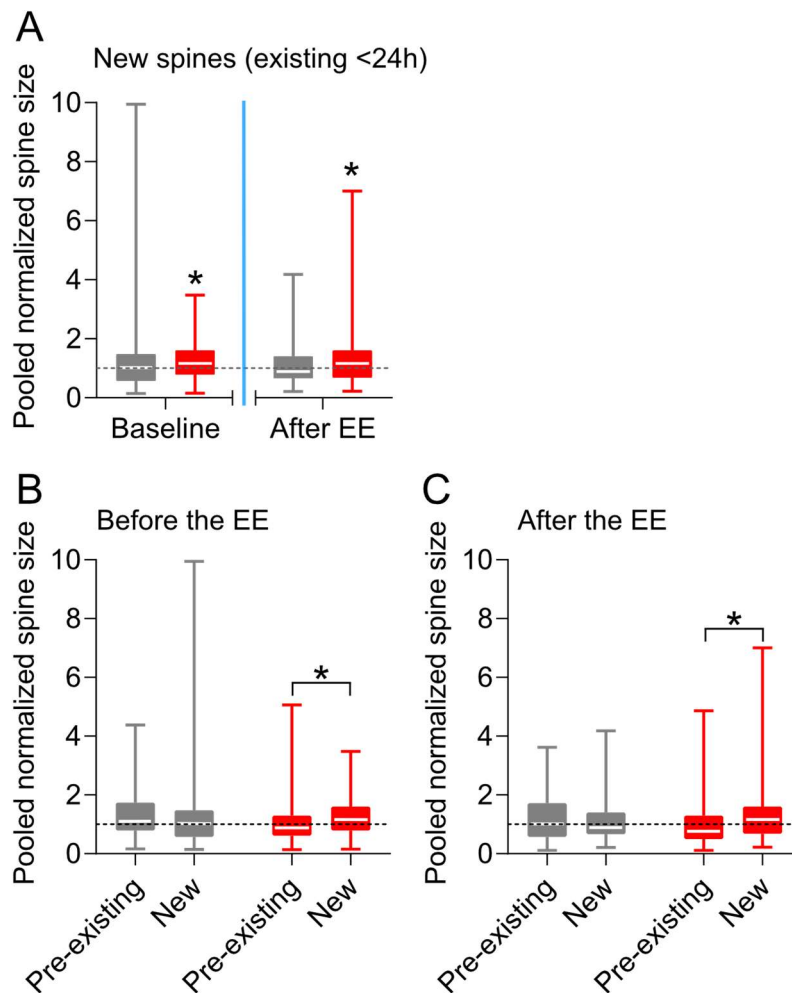 A
New spines (existing <24h)
Pooled normalized spine size
10
8
6
4
2
0
*
*
Baseline
After EE
B
Before the EE
Pooled normalized spine size
10
8
6
4
2
0
*
Pre-existing
New
Pre-existing
New
C
After the EE
Pooled normalized spine size
10
8
6
4
2
0
*
Pre-existing
New
Pre-existing
New